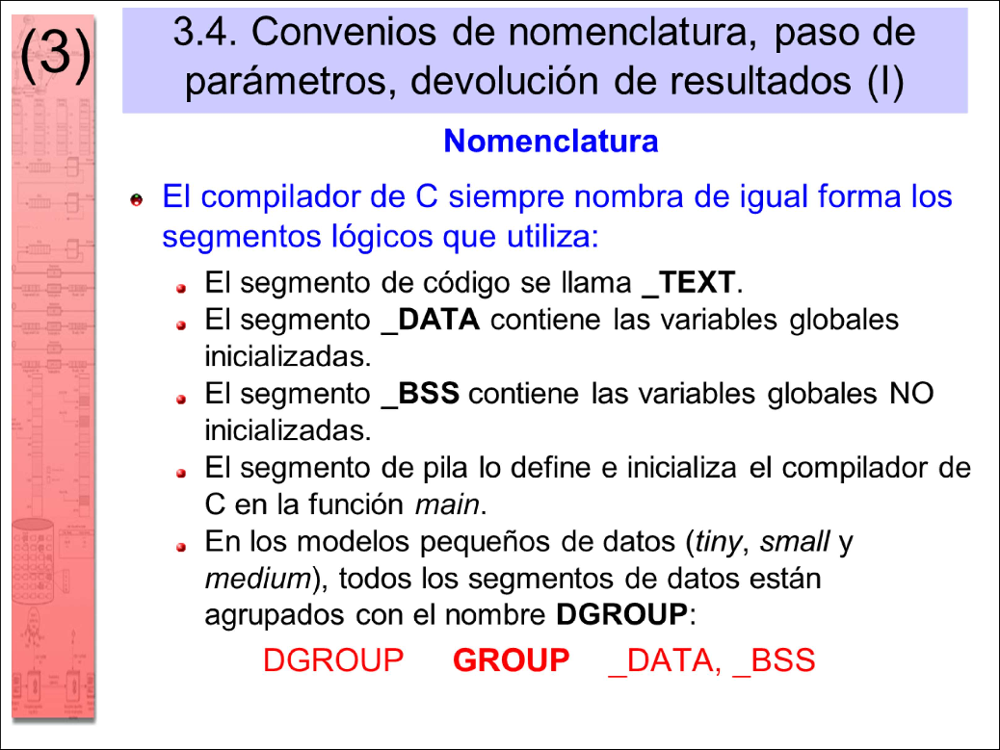 (3)
3.4. Convenios de nomenclatura, paso de
parámetros, devolución de resultados (I)
Nomenclatura
El compilador de C siempre nombra de igual forma los
segmentos lógicos que utiliza:
El segmento de código se llama _TEXT.
El segmento _DATA contiene las variables globales
inicializadas.
El segmento _BSS contiene las variables globales NO
inicializadas.
El segmento de pila lo define e inicializa el compilador de
C en la función main.
En los modelos pequeños de datos (tiny, small y
medium), todos los segmentos de datos están
agrupados con el nombre DGROUP:
DGROUP GROUP _DATA, _BSS